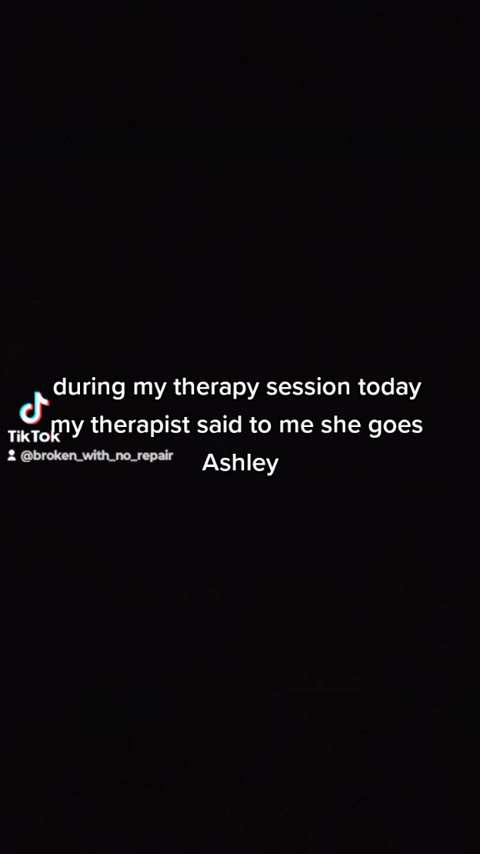 during my therapy session today
my therapist said to me she goes
Ashley
TikTok
@broken_with_no_repair